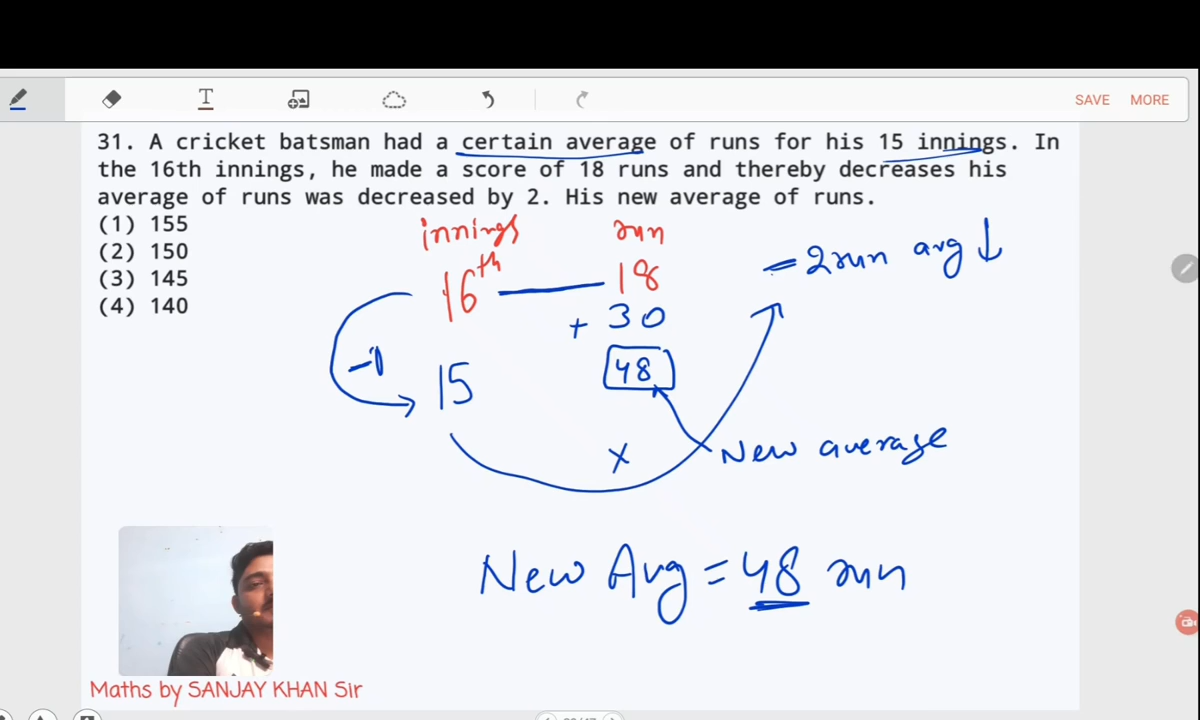 T SAVE MORE
31. A cricket batsman had a certain average of runs for his 15 innings. In
the 16th innings, he made a score of 18 runs and thereby decreases his
average of runs was decreased by 2. His new average of runs.
(1) 155
(2) 150
(3) 145
(4) 140
innings run
16th — 18
= 2 run avg ↓
+ 30
-1
15
48
x
New average
New Avg = 48 run
Maths by SANJAY KHAN Sir